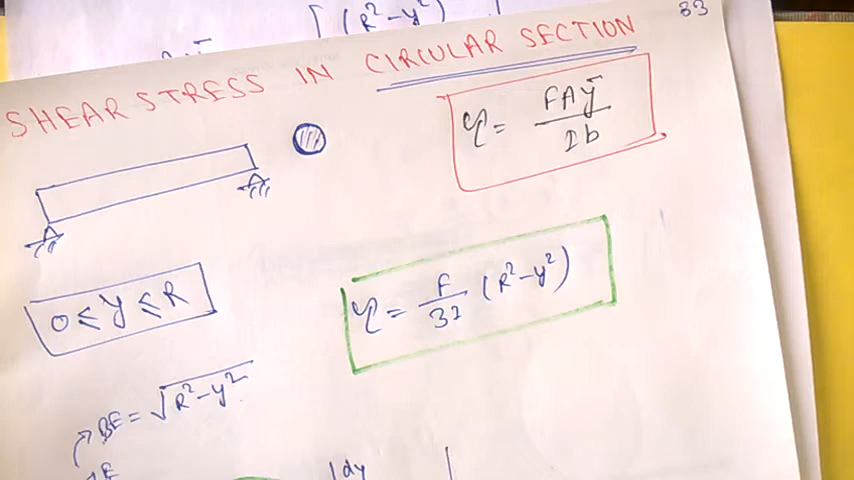 (R²-y²)
83
SHEAR STRESS IN CIRCULAR SECTION
τ = FAȳ / Ib
0 ≤ y ≤ R
τ = F / 3I (R²-y²)
BE = √R²-y²
dy